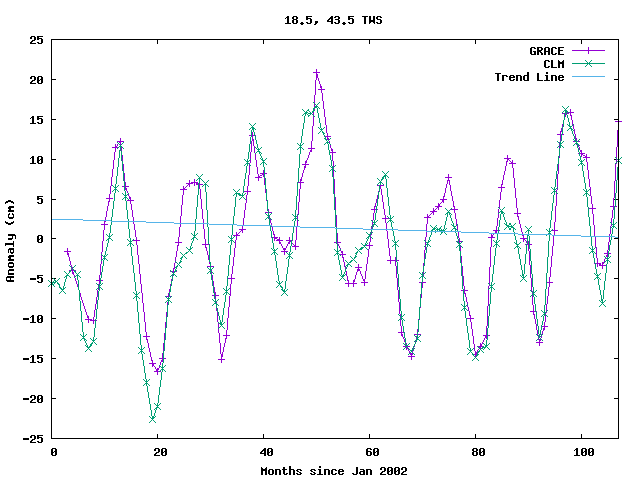 18.5, 43.5 TWS
GRACE
CLM
Trend Line
25
20
15
10
5
0
-5
-10
-15
-20
-25
Anomaly (cm)
0 20 40 60 80 100
Months since Jan 2002